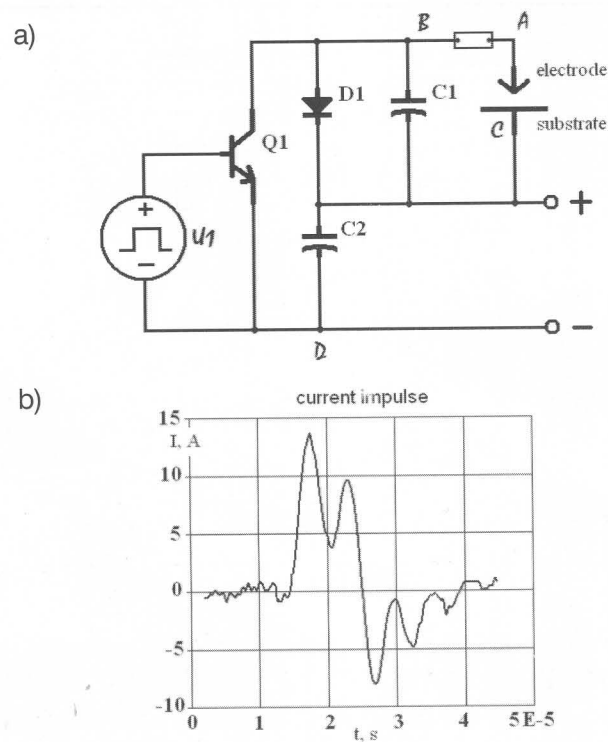 a)
B A
electrode
D1 C1
C substrate
Q1
+ +
U1
C2
− −
D
b)
current impulse
15
I, A
10
5
0
-5
-10
0 1 2 3 4 5E-5
t, s